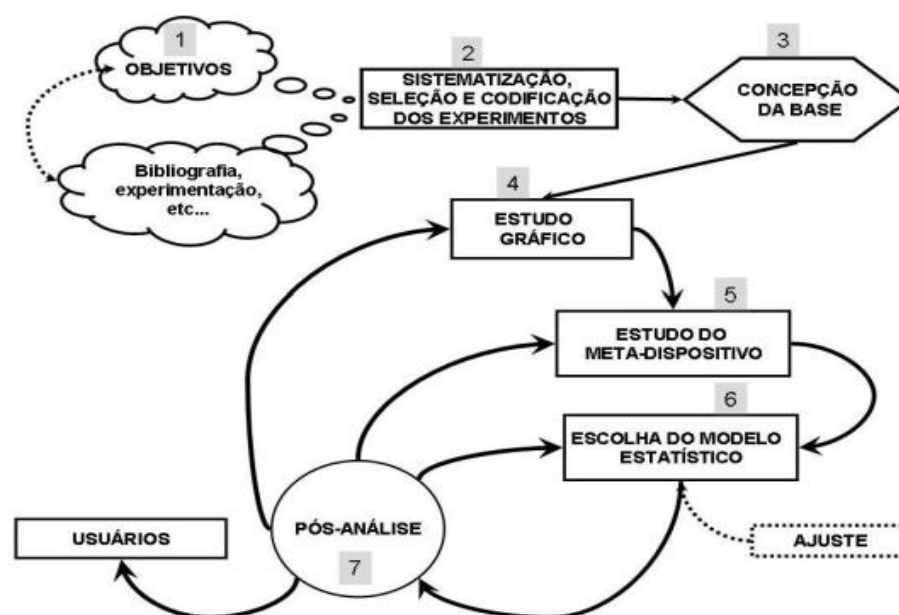 1
OBJETIVOS
Bibliografia,
experimentação,
etc...
2
SISTEMATIZAÇÃO,
SELEÇÃO E CODIFICAÇÃO
DOS EXPERIMENTOS
3
CONCEPÇÃO
DA BASE
4
ESTUDO
GRÁFICO
5
ESTUDO DO
META-DISPOSITIVO
6
ESCOLHA DO MODELO
ESTATÍSTICO
AJUSTE
PÓS-ANÁLISE
7
USUÁRIOS